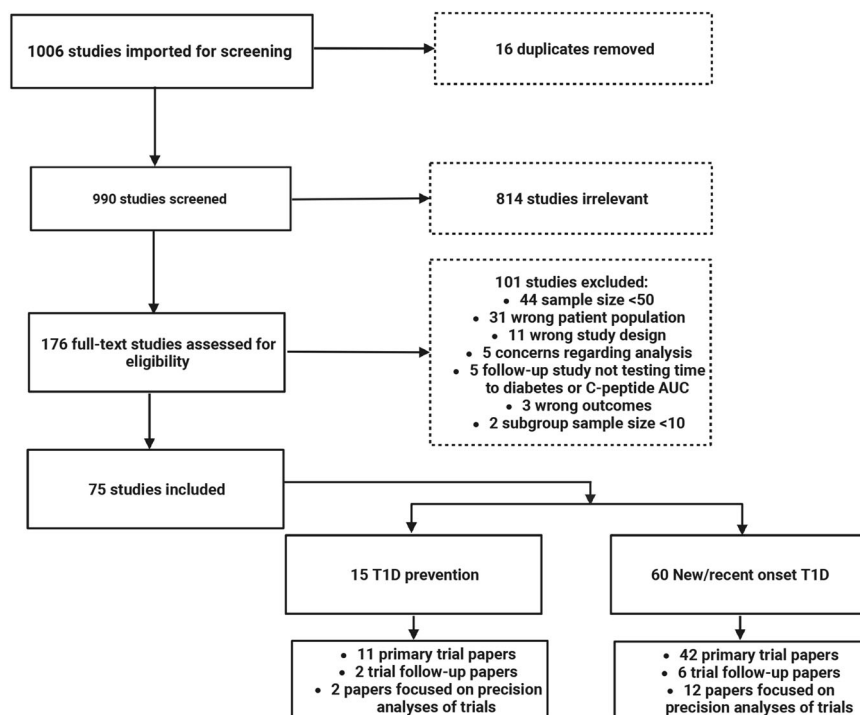 1006 studies imported for screening
16 duplicates removed
990 studies screened
814 studies irrelevant
176 full-text studies assessed for
eligibility
101 studies excluded:
• 44 sample size <50
• 31 wrong patient population
• 11 wrong study design
• 5 concerns regarding analysis
• 5 follow-up study not testing time
to diabetes or C-peptide AUC
• 3 wrong outcomes
• 2 subgroup sample size <10
75 studies included
15 T1D prevention
60 New/recent onset T1D
• 11 primary trial papers
• 2 trial follow-up papers
• 2 papers focused on precision
analyses of trials
• 42 primary trial papers
• 6 trial follow-up papers
• 12 papers focused on
precision analyses of trials